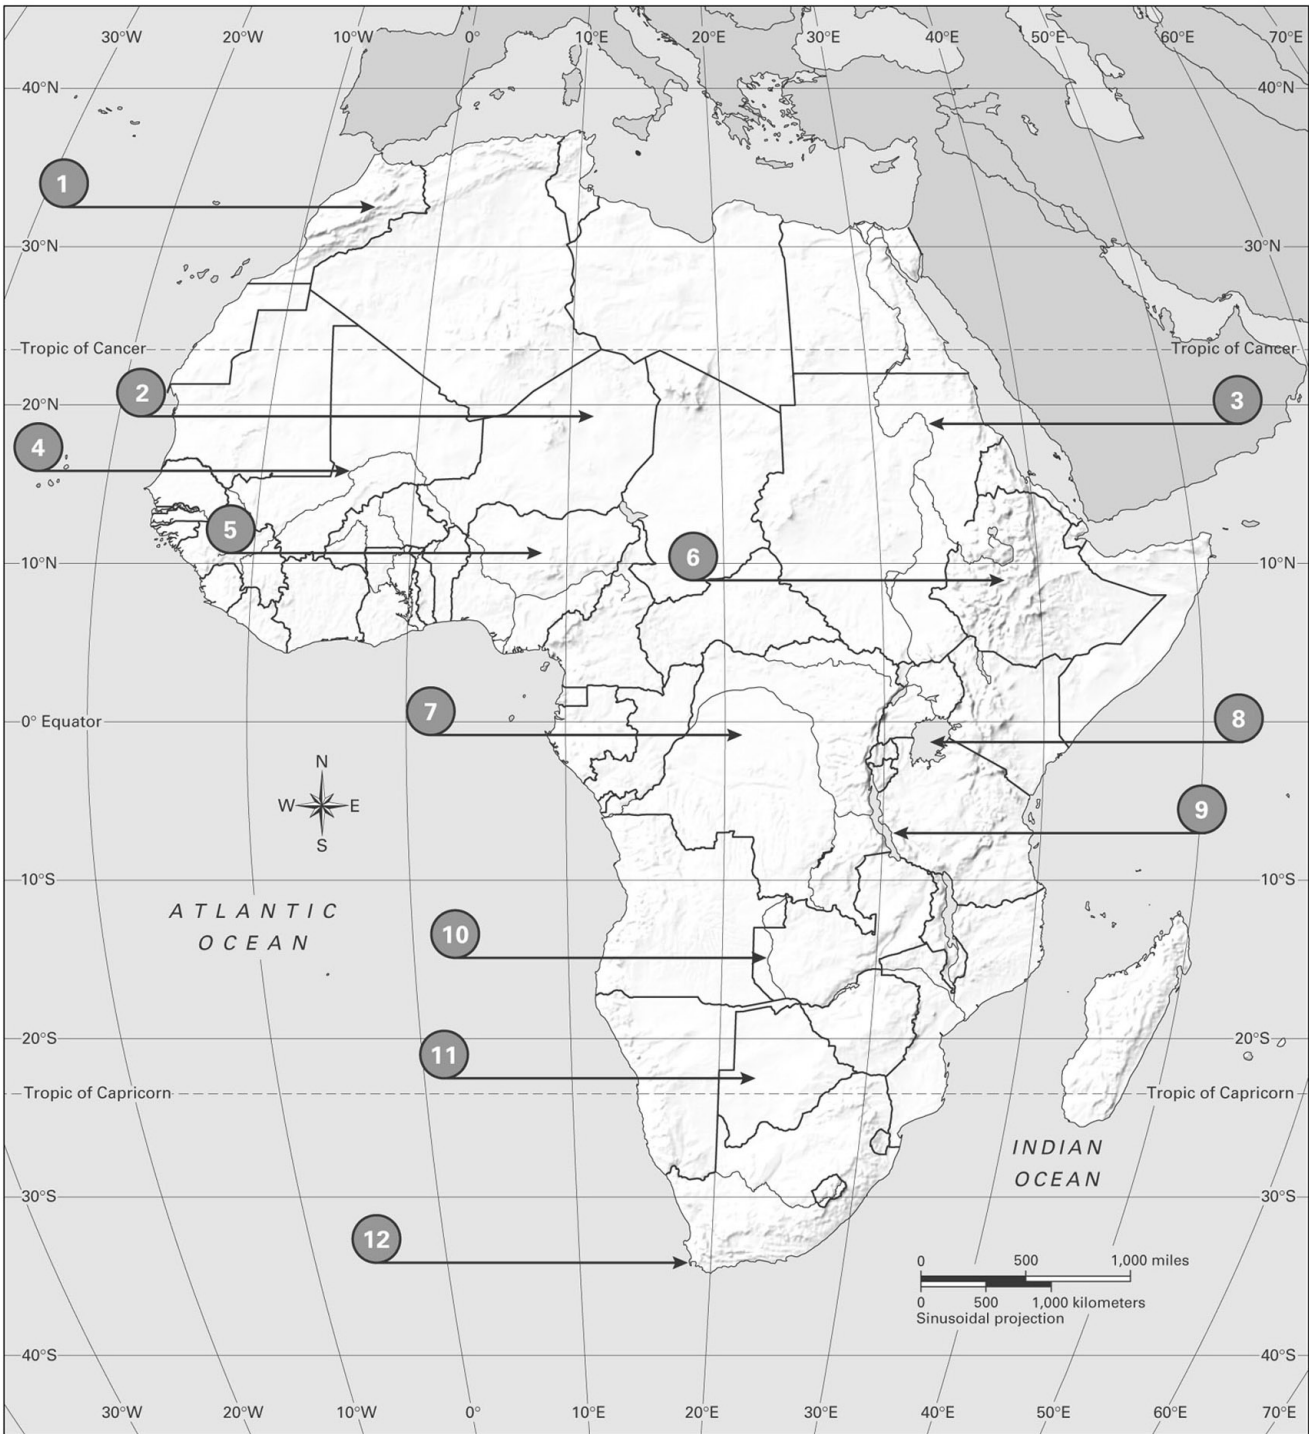 30°W 20°W 10°W 0° 10°E 20°E 30°E 40°E 50°E 60°E 70°E
40°N 40°N
1
30°N 30°N
Tropic of Cancer Tropic of Cancer
2
3
20°N
4
5
6
10°N 10°N
7
8
0° Equator 0°
N
W E
S
9
10°S 10°S
ATLANTIC
OCEAN
10
20°S 20°S
11
Tropic of Capricorn Tropic of Capricorn
INDIAN
OCEAN
30°S 30°S
12
0 500 1,000 miles
0 500 1,000 kilometers
Sinusoidal projection
40°S 40°S
30°W 20°W 10°W 0° 10°E 20°E 30°E 40°E 50°E 60°E 70°E